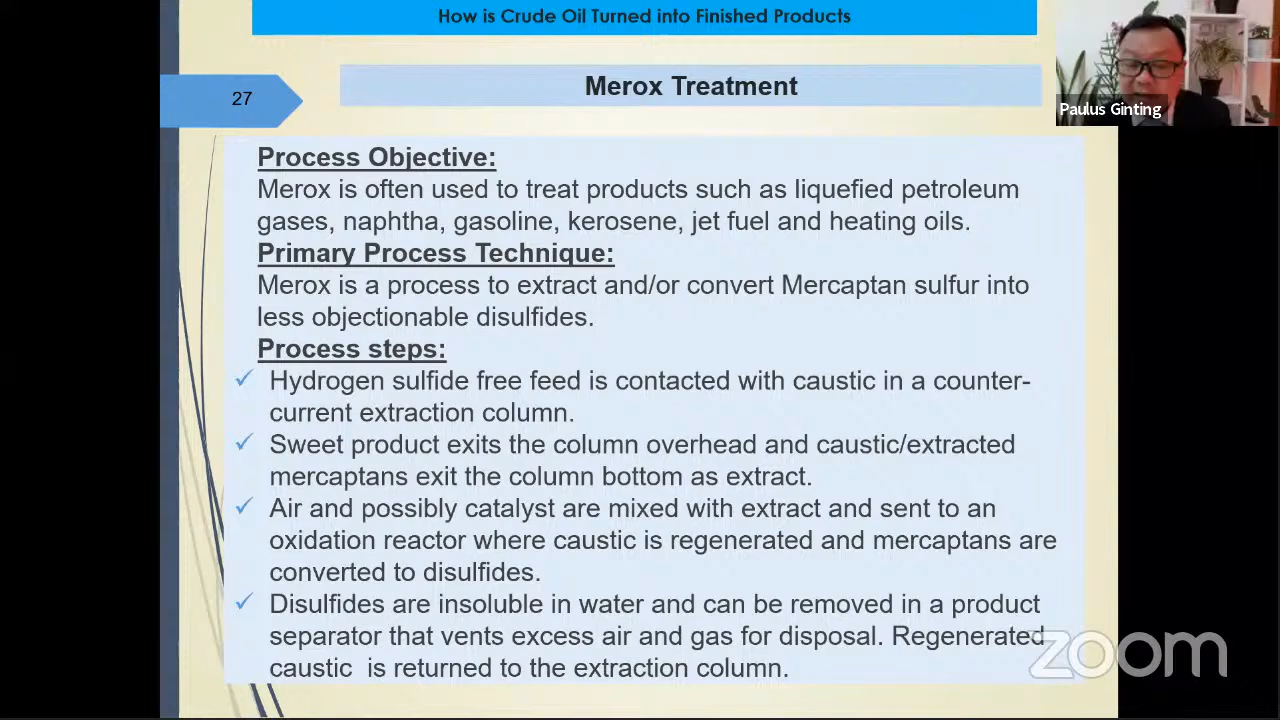 How is Crude Oil Turned into Finished Products
27
Merox Treatment
Paulus Ginting
Process Objective:
Merox is often used to treat products such as liquefied petroleum
gases, naphtha, gasoline, kerosene, jet fuel and heating oils.
Primary Process Technique:
Merox is a process to extract and/or convert Mercaptan sulfur into
less objectionable disulfides.
Process steps:
✓ Hydrogen sulfide free feed is contacted with caustic in a counter-
current extraction column.
✓ Sweet product exits the column overhead and caustic/extracted
mercaptans exit the column bottom as extract.
✓ Air and possibly catalyst are mixed with extract and sent to an
oxidation reactor where caustic is regenerated and mercaptans are
converted to disulfides.
✓ Disulfides are insoluble in water and can be removed in a product
separator that vents excess air and gas for disposal. Regenerated
caustic  is returned to the extraction column.
zoom